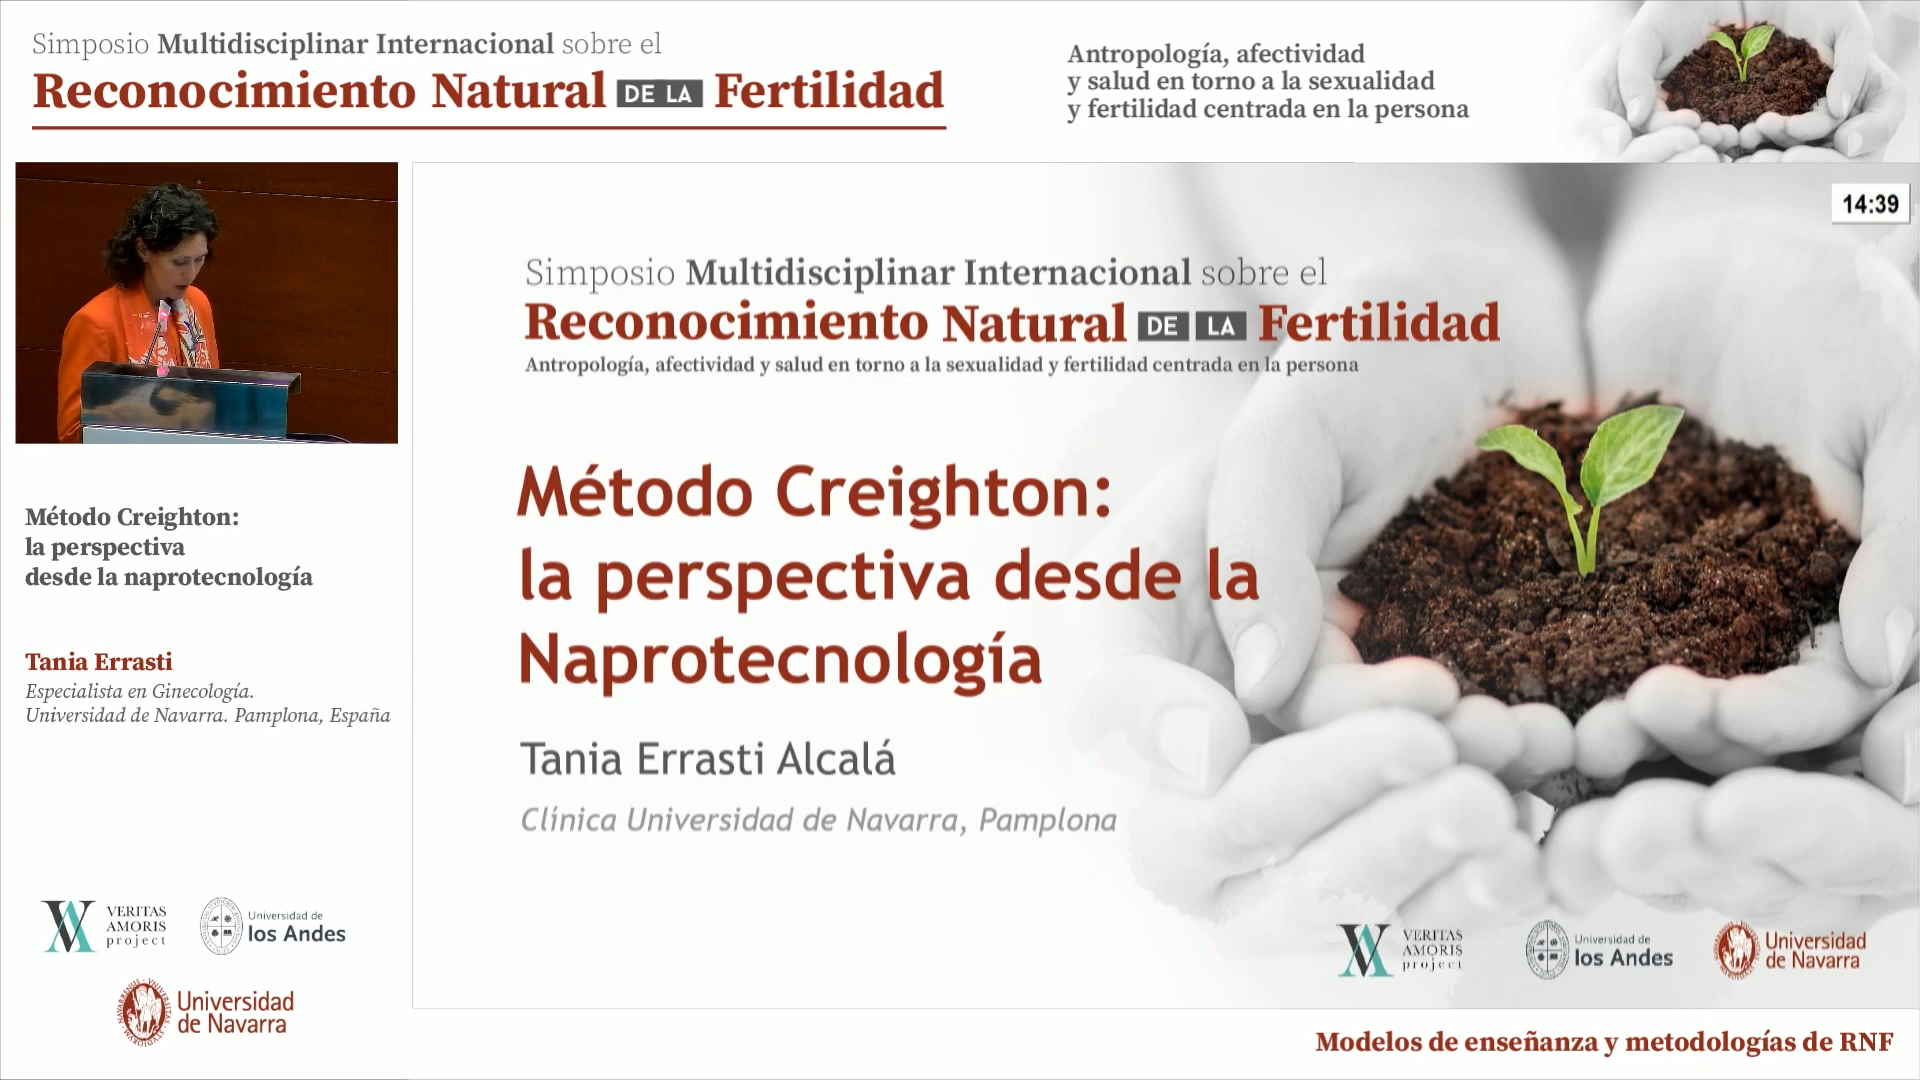 Simposio Multidisciplinar Internacional sobre el
Reconocimiento Natural DE LA Fertilidad
Antropología, afectividad
y salud en torno a la sexualidad
y fertilidad centrada en la persona
14:39
Simposio Multidisciplinar Internacional sobre el
Reconocimiento Natural DE LA Fertilidad
Antropología, afectividad y salud en torno a la sexualidad y fertilidad centrada en la persona
Método Creighton:
la perspectiva desde la
Naprotecnología
Tania Errasti Alcalá
Clínica Universidad de Navarra, Pamplona
Método Creighton:
la perspectiva
desde la naprotecnología
Tania Errasti
Especialista en Ginecología.
Universidad de Navarra. Pamplona, España
VERITAS
AMORIS
project
Universidad de
los Andes
Universidad
de Navarra
VERITAS
AMORIS
project
Universidad de
los Andes
Universidad
de Navarra
Modelos de enseñanza y metodologías de RNF